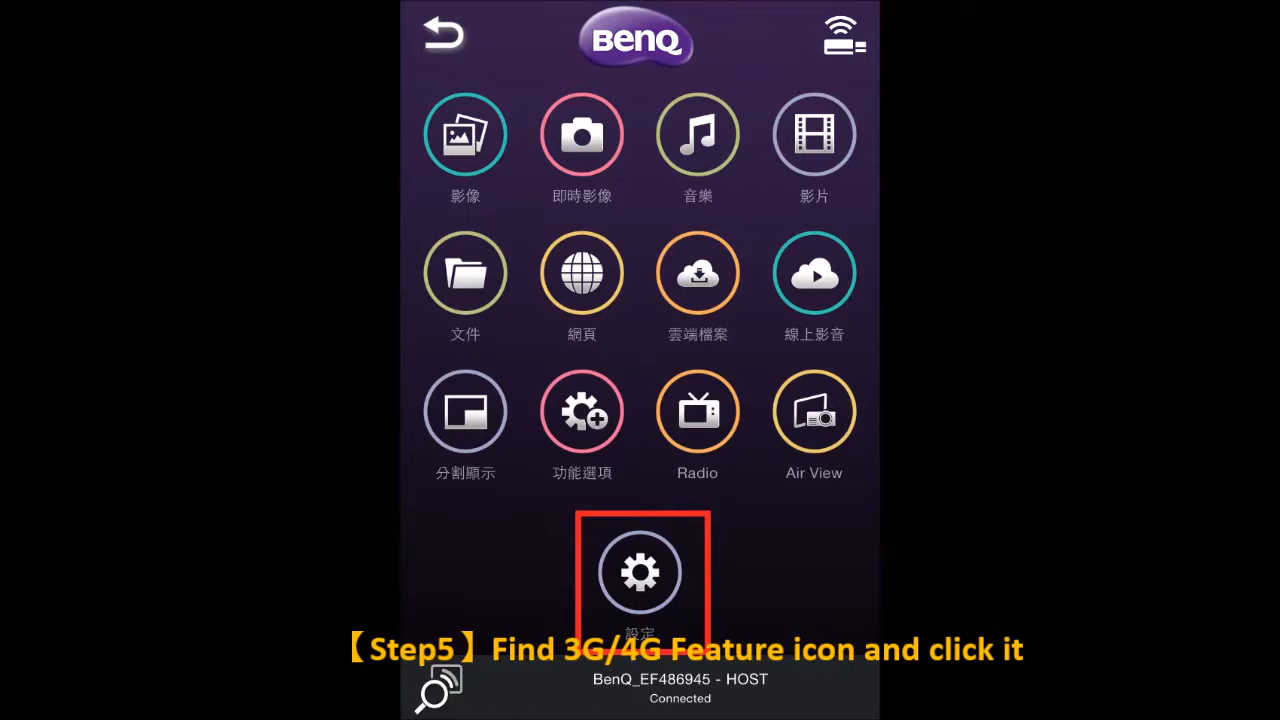 BenQ
影像 即時影像 音樂 影片
文件 網頁 雲端檔案 線上影音
分割顯示 功能選項 Radio Air View
設定
【Step5】Find 3G/4G Feature icon and click it
BenQ_EF486945 - HOST
Connected